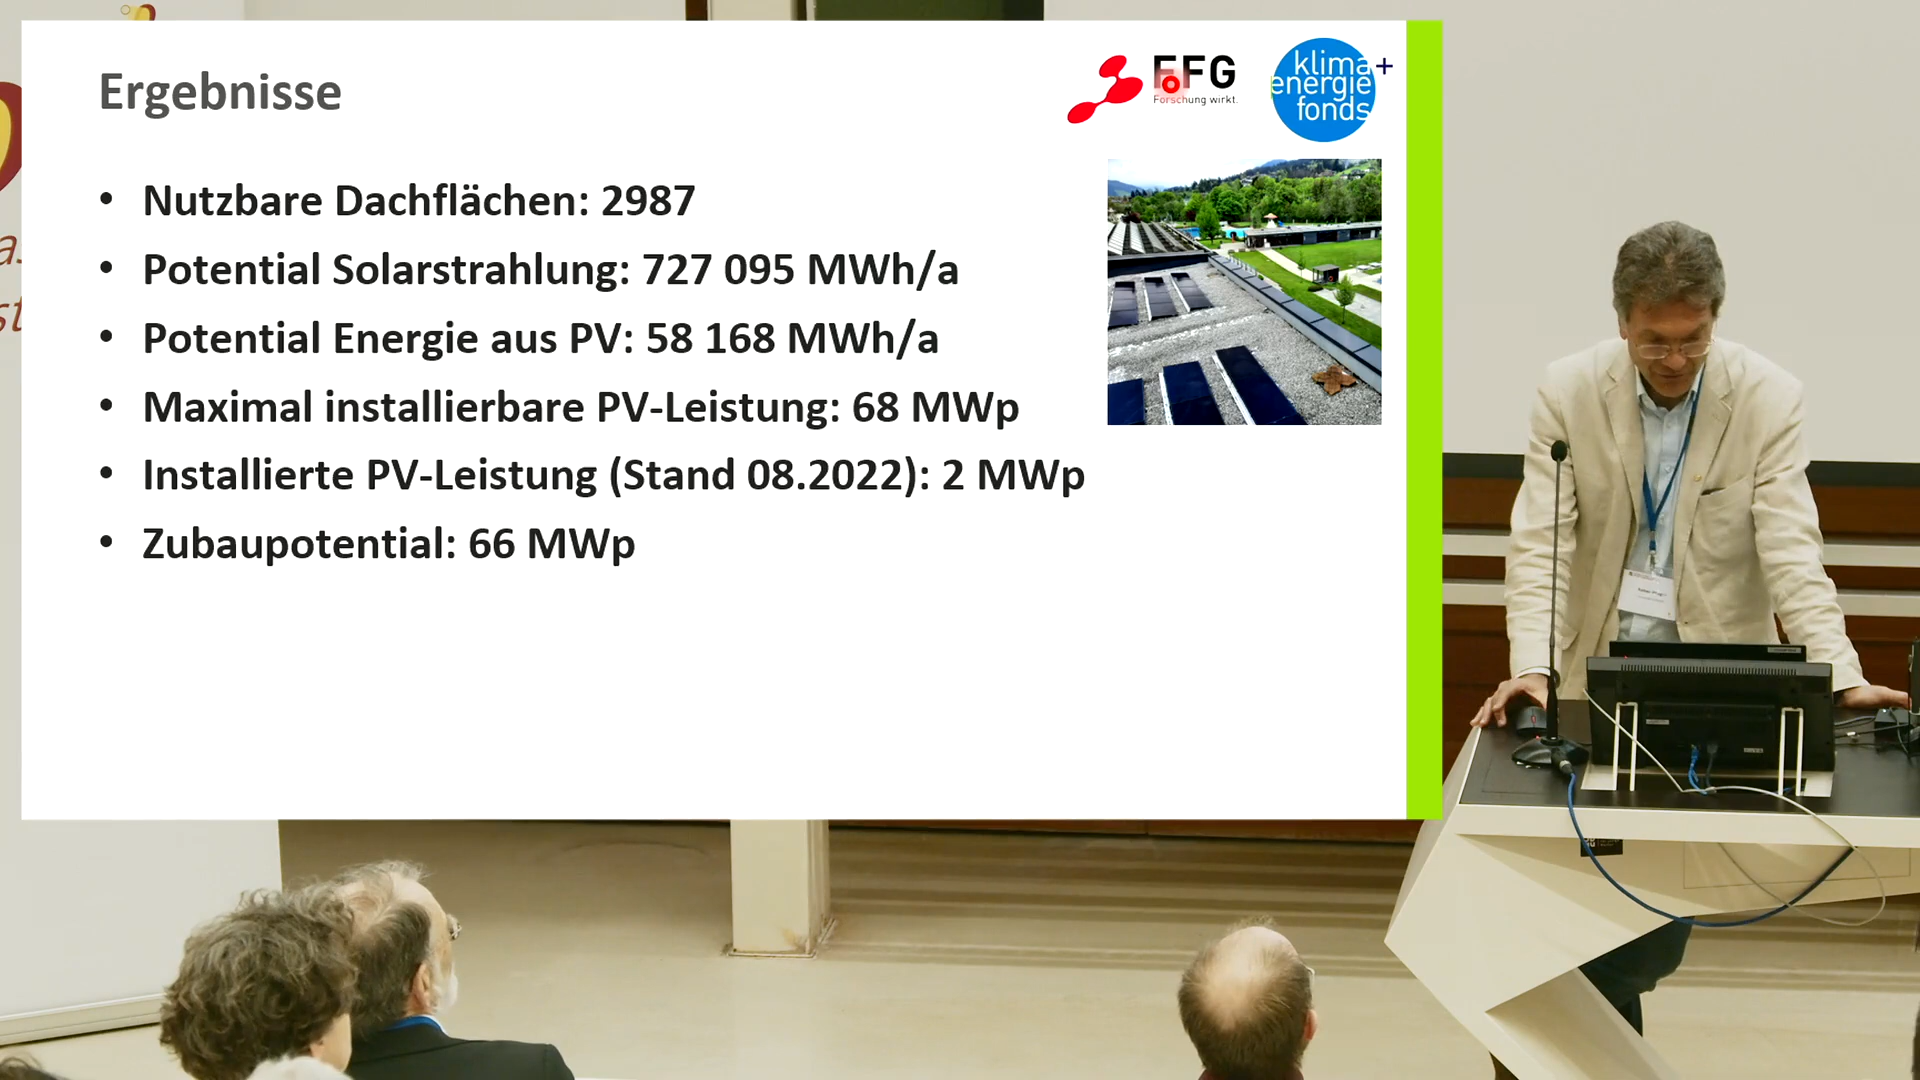 Ergebnisse
FFG
Forschung wirkt.
klima+
energie
fonds
• Nutzbare Dachflächen: 2987
• Potential Solarstrahlung: 727 095 MWh/a
• Potential Energie aus PV: 58 168 MWh/a
• Maximal installierbare PV-Leistung: 68 MWp
• Installierte PV-Leistung (Stand 08.2022): 2 MWp
• Zubaupotential: 66 MWp